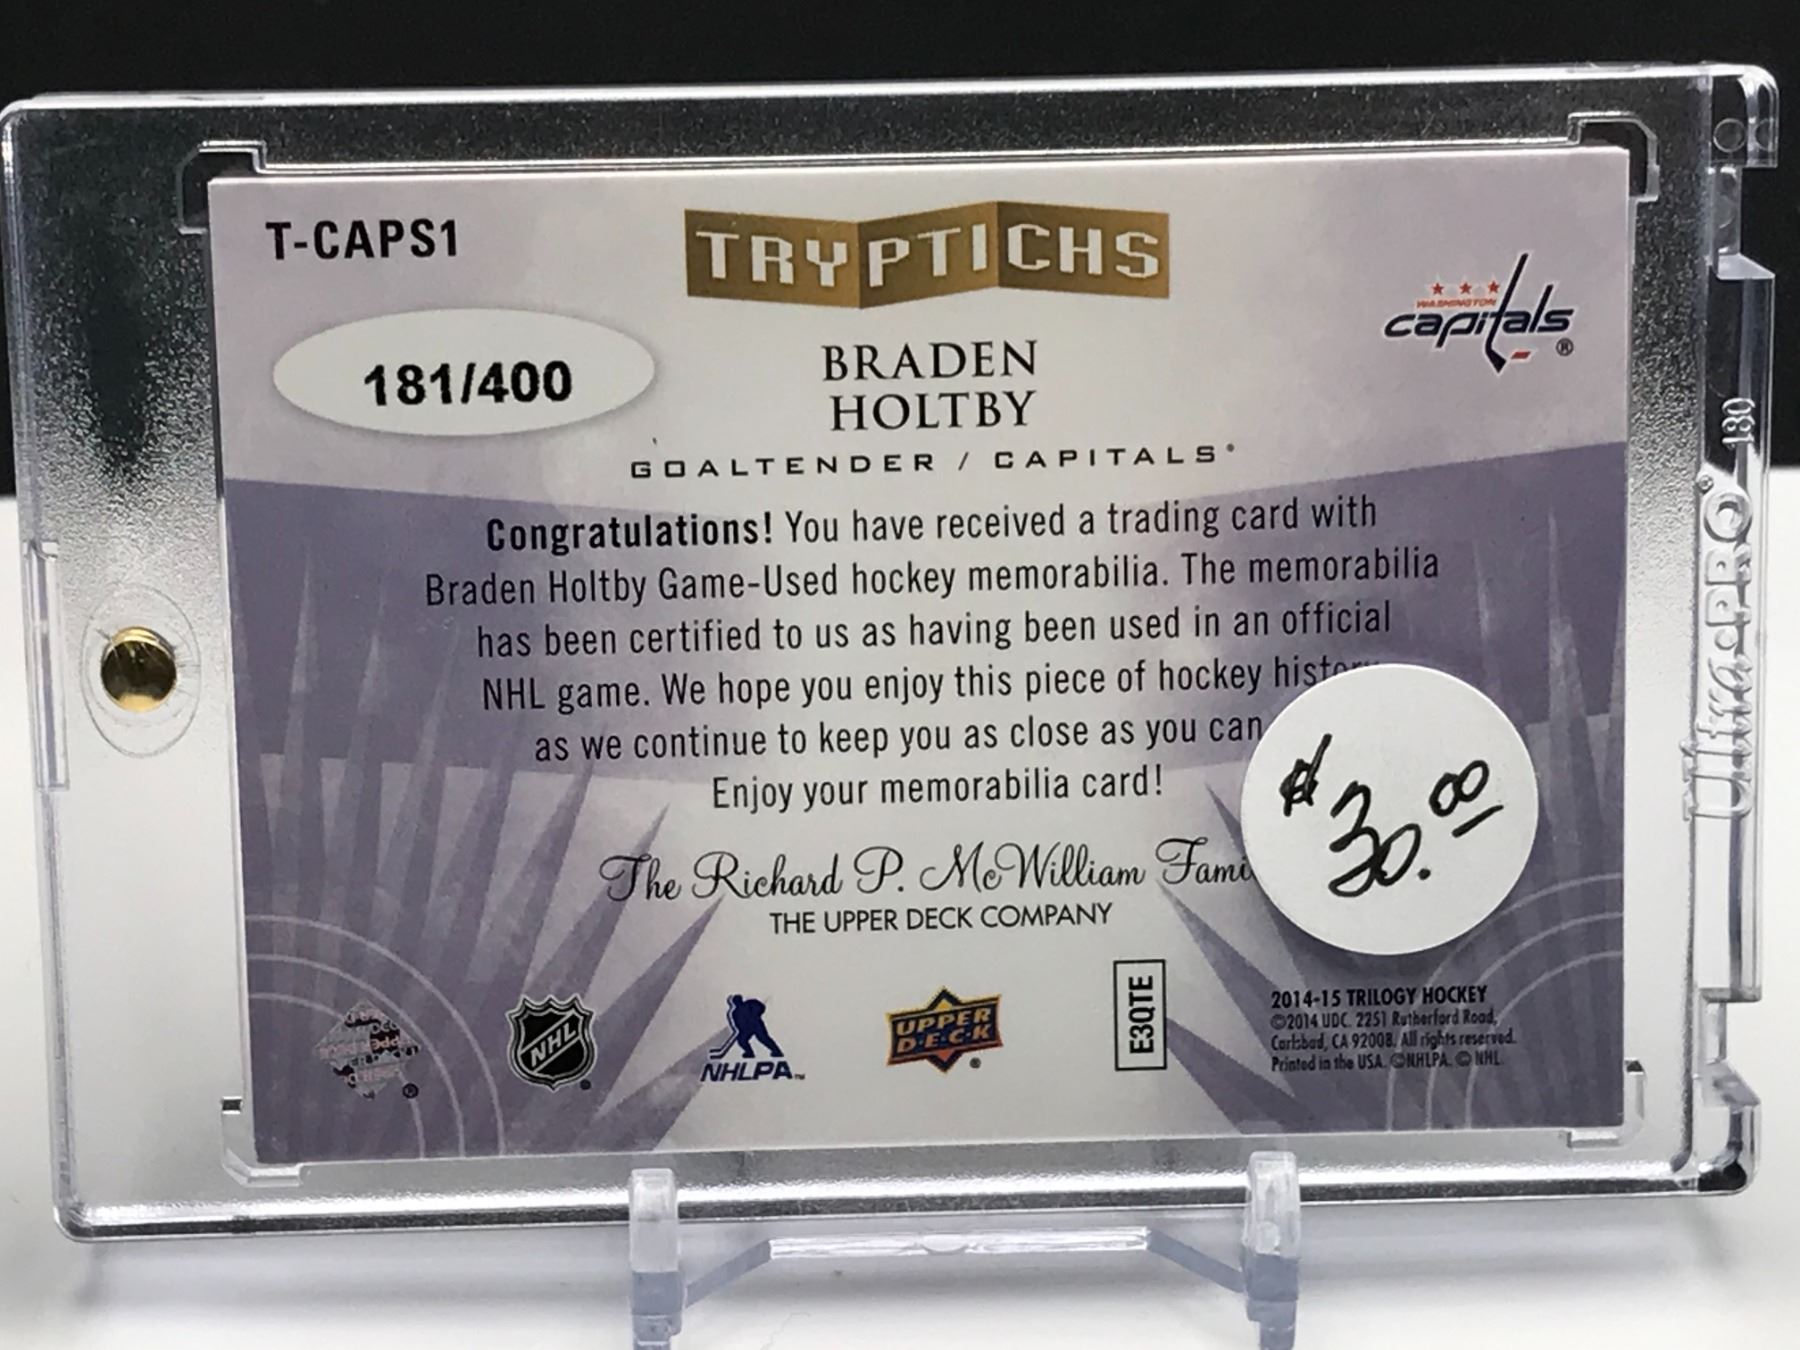 T-CAPS1
TRYPTICHS
WASHINGTON
capitals®
181/400
BRADEN
HOLTBY
GOALTENDER / CAPITALS
Congratulations! You have received a trading card with
Braden Holtby Game-Used hockey memorabilia. The memorabilia
has been certified to us as having been used in an official
NHL game. We hope you enjoy this piece of hockey
as we continue to keep you as close as you can
Enjoy your memorabilia card!
The Richard P. McWilliam
THE UPPER DECK COMPANY
$30.00
NHL
NHLPA
UPPER
DECK
E3QTE
2014-15 TRILOGY HOCKEY
©2014 UDC. 2251 Rutherford Road,
Carlsbad, CA 92008. All rights reserved.
Printed in the USA. ©NHLPA. © NHL
UltraPRO®
130